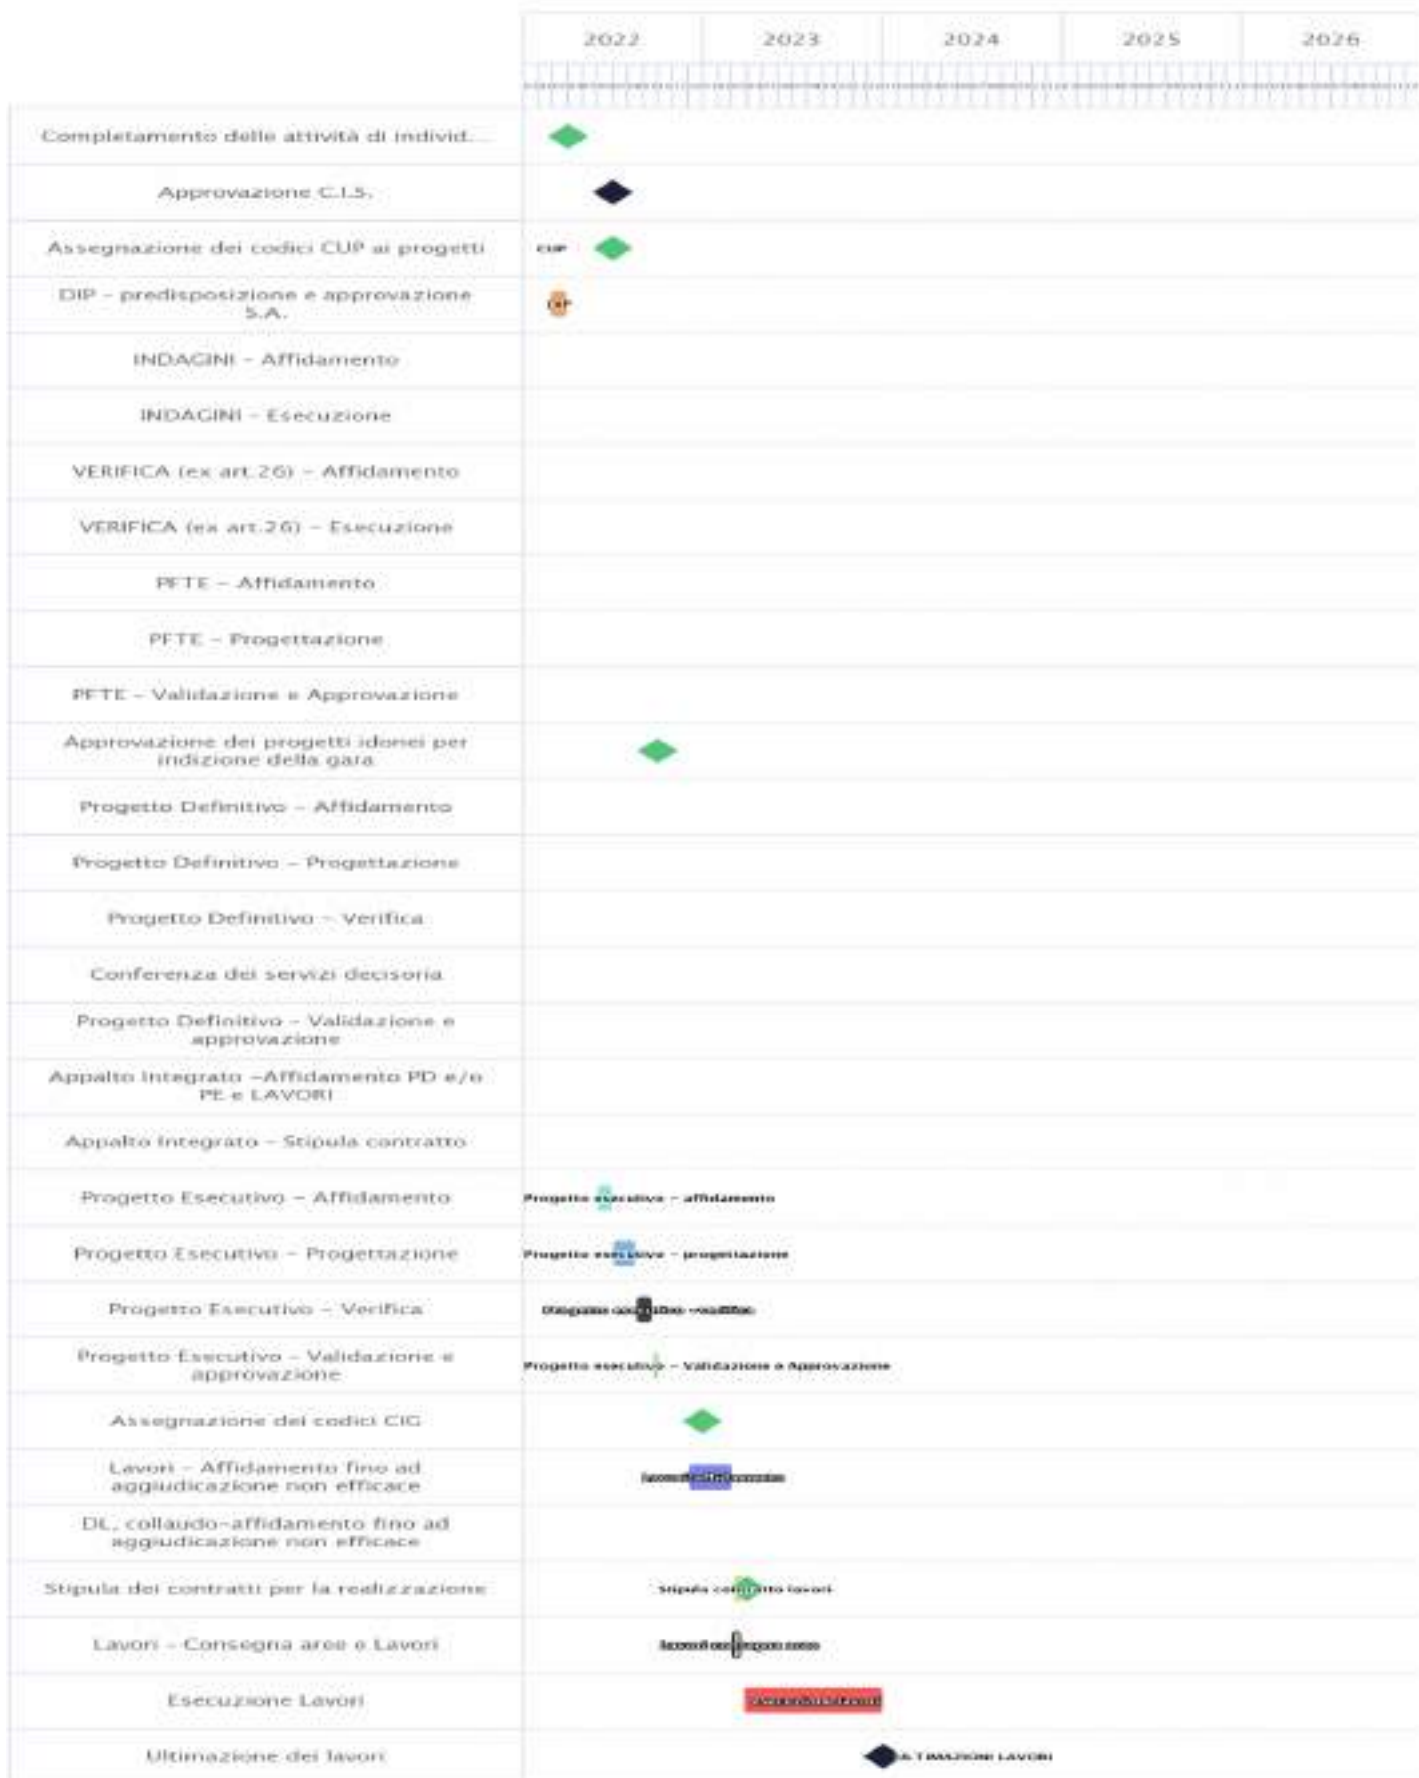 2022 2023 2024 2025 2026
Completamento delle attività di individ...
Approvazione C.I.S.
Assegnazione dei codici CUP ai progetti CUP
DIP - predisposizione e approvazione
S.A.
INDAGINI - Affidamento
INDAGINI - Esecuzione
VERIFICA (ex art.26) - Affidamento
VERIFICA (ex art.26) - Esecuzione
PFTE - Affidamento
PFTE - Progettazione
PFTE - Validazione e Approvazione
Approvazione dei progetti idonei per
indizione della gara
Progetto Definitivo - Affidamento
Progetto Definitivo - Progettazione
Progetto Definitivo - Verifica
Conferenza dei servizi decisoria
Progetto Definitivo - Validazione e
approvazione
Appalto Integrato -Affidamento PD e/o
PE e LAVORI
Appalto Integrato - Stipula contratto
Progetto Esecutivo - Affidamento Progetto esecutivo - affidamento
Progetto Esecutivo - Progettazione Progetto esecutivo - progettazione
Progetto Esecutivo - Verifica
Progetto Esecutivo - Validazione e
approvazione
Progetto esecutivo - Validazione e Approvazione
Assegnazione dei codici CIG
Lavori - Affidamento fino ad
aggiudicazione non efficace
DL, collaudo-affidamento fino ad
aggiudicazione non efficace
Stipula dei contratti per la realizzazione Stipula contratto lavori
Lavori - Consegna aree e Lavori
Esecuzione Lavori
Ultimazione dei lavori LAVORI